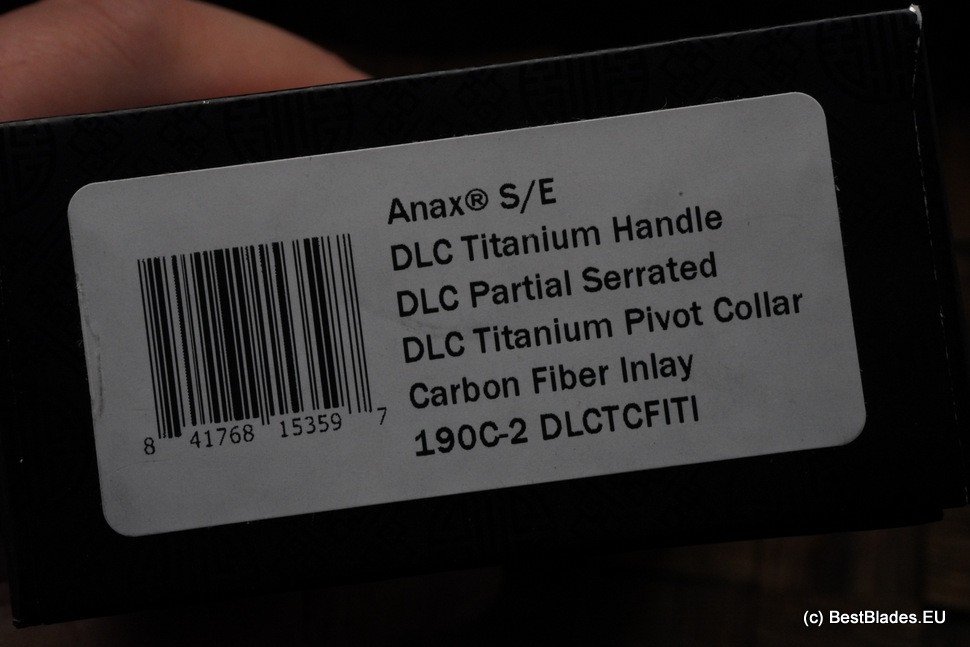 Anax® S/E
DLC Titanium Handle
DLC Partial Serrated
DLC Titanium Pivot Collar
Carbon Fiber Inlay
190C-2 DLCTCFITI
8 41768 15359 7
(c) BestBlades.EU